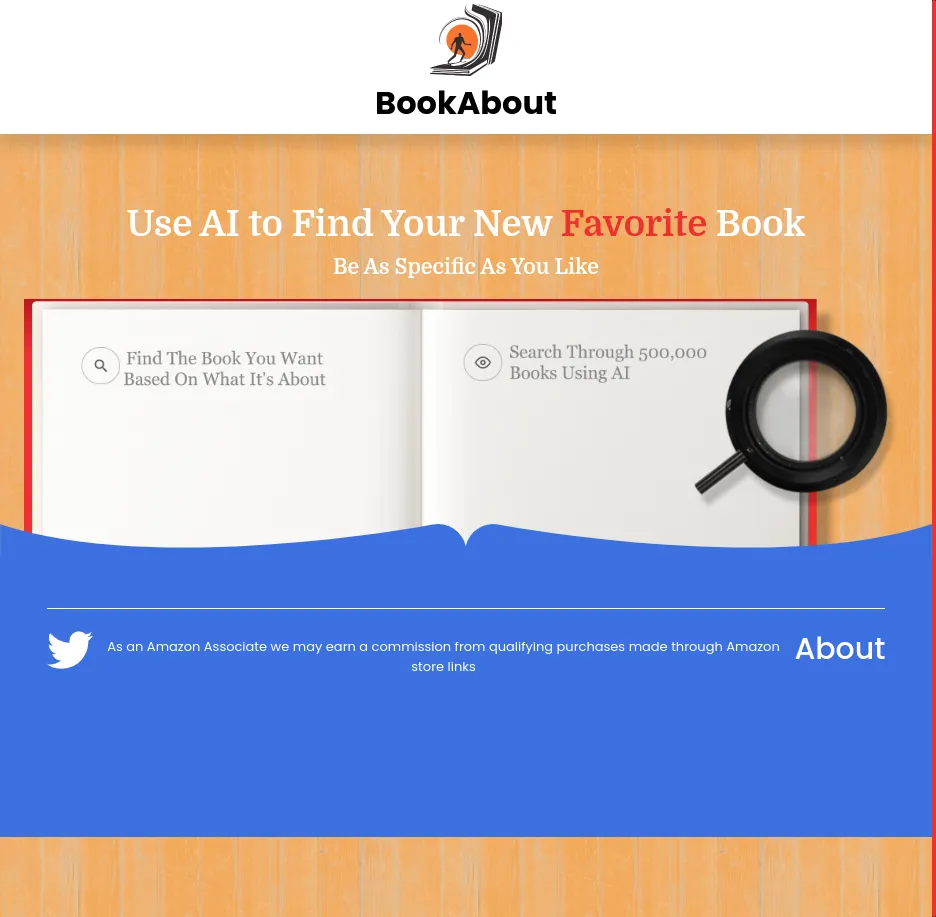 BookAbout
Use AI to Find Your New Favorite Book
Be As Specific As You Like
Find The Book You Want
Based On What It's About
Search Through 500,000
Books Using AI
As an Amazon Associate we may earn a commission from qualifying purchases made through Amazon
store links
About